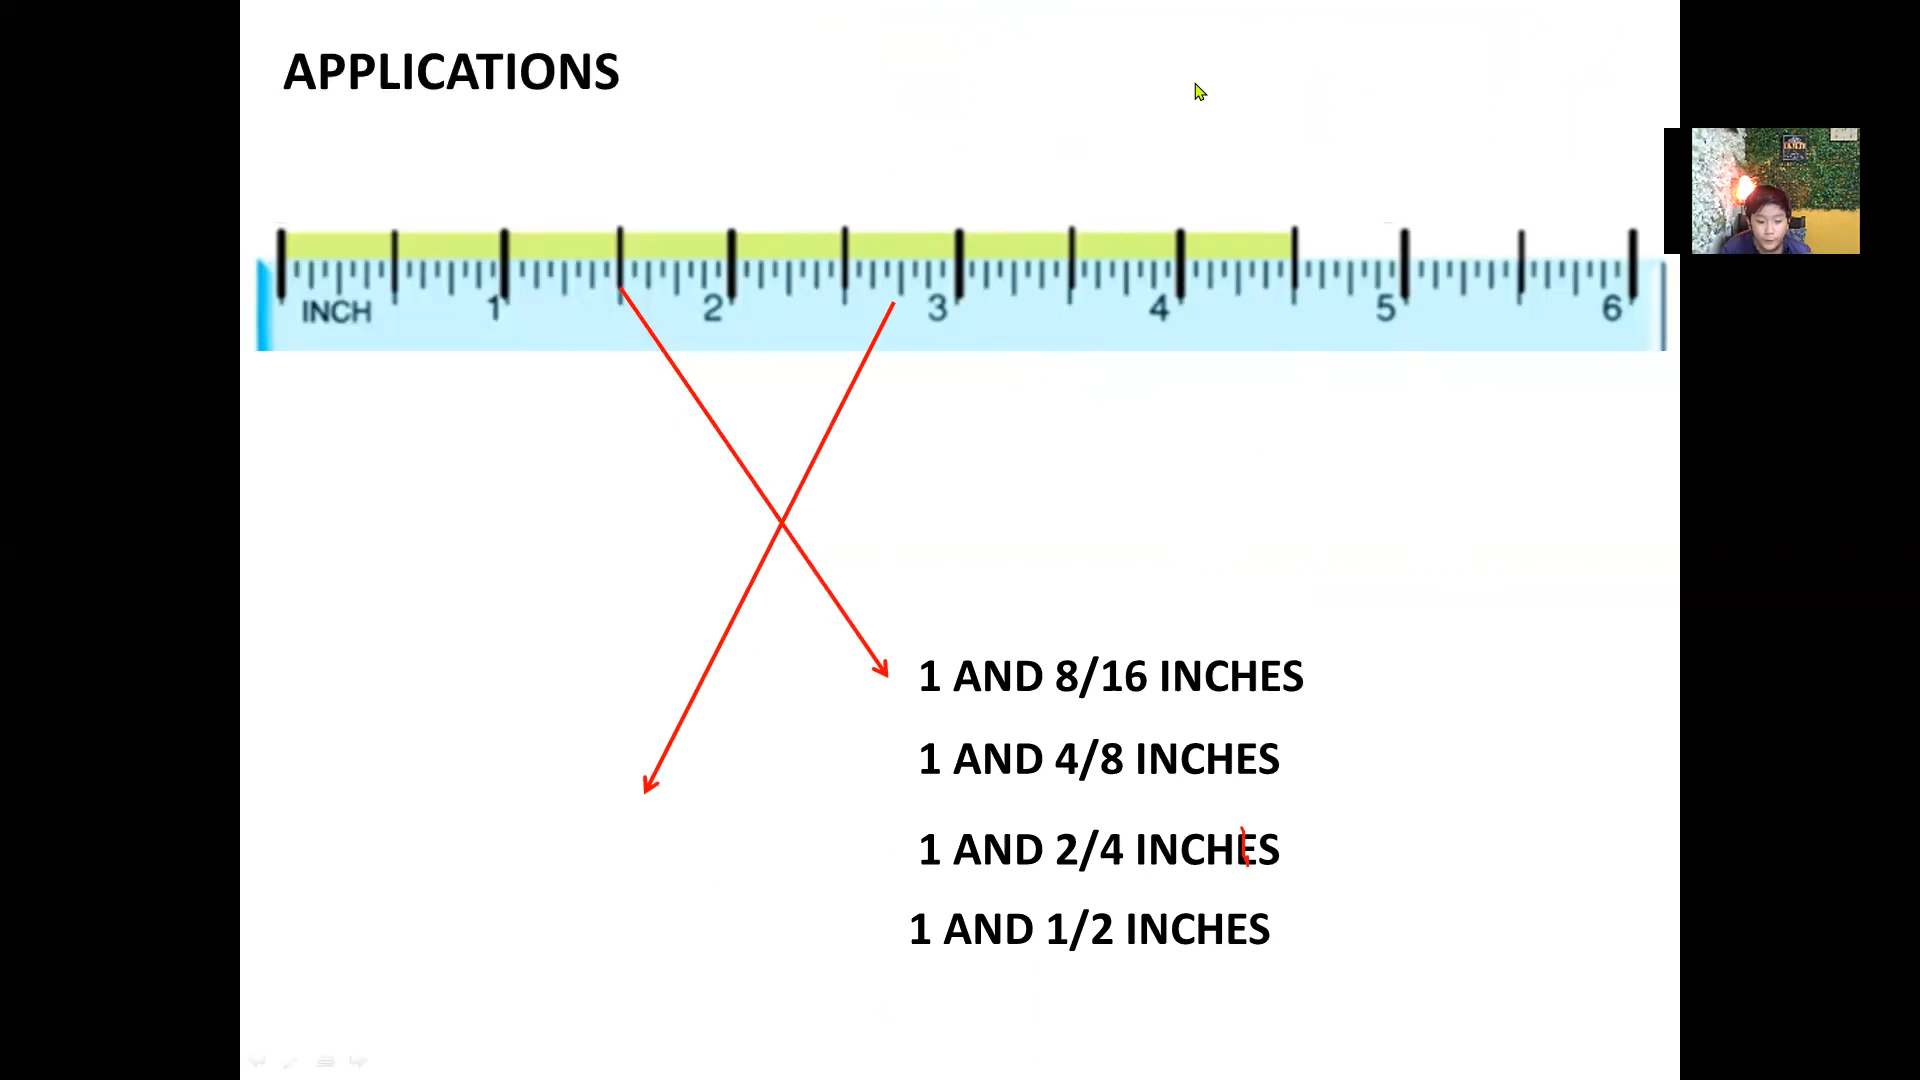 APPLICATIONS
INCH 1 2 3 4 5 6
1 AND 8/16 INCHES
1 AND 4/8 INCHES
1 AND 2/4 INCHES
1 AND 1/2 INCHES